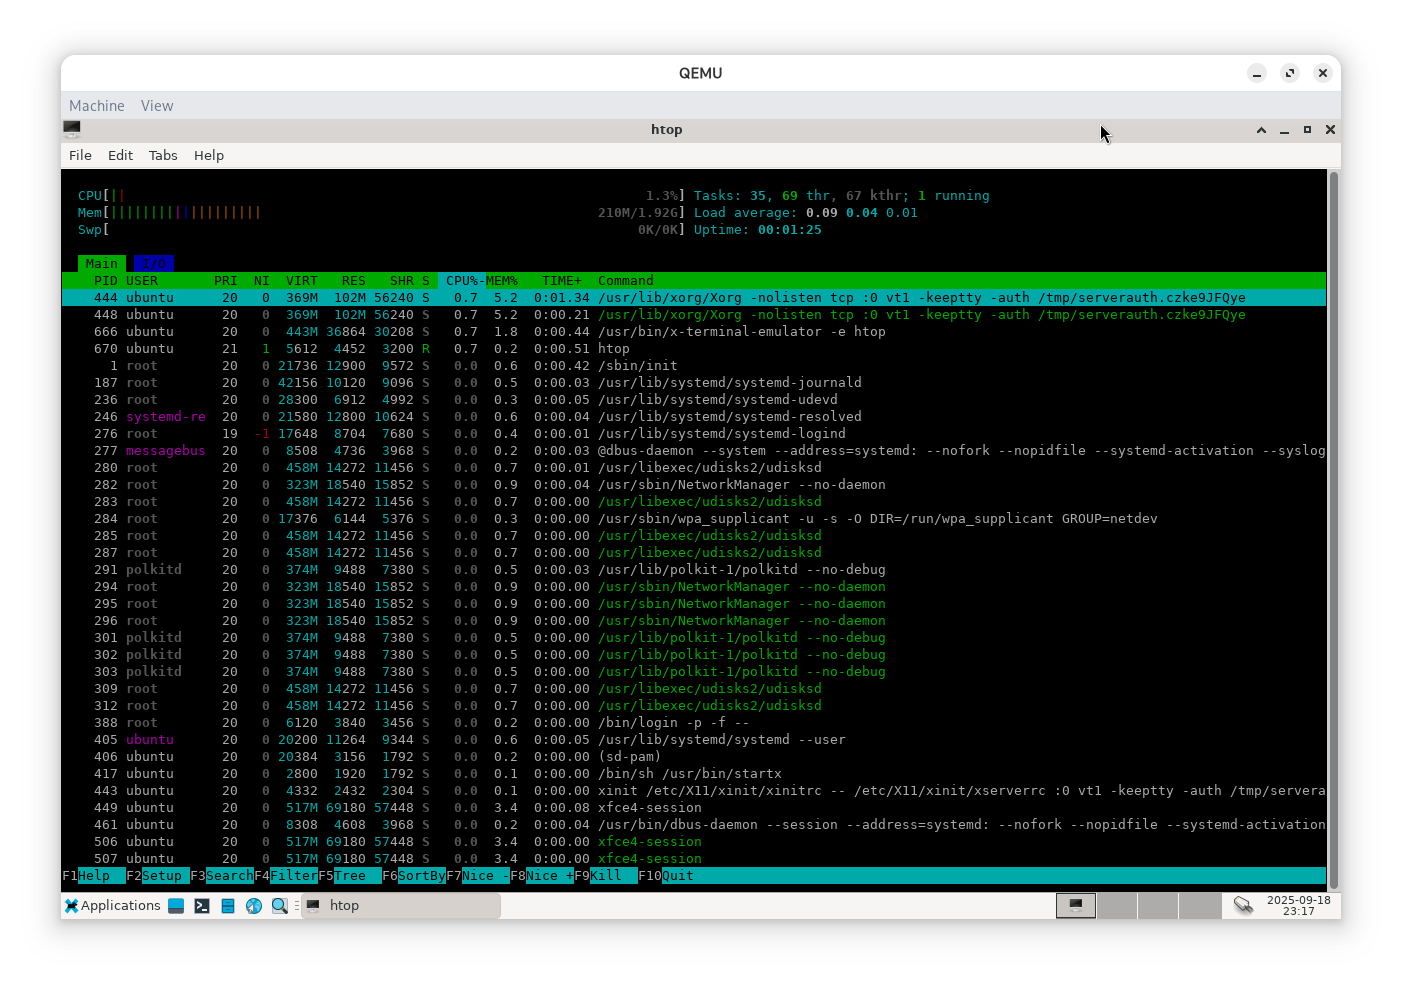 QEMU
Machine View
htop
File Edit Tabs Help
CPU[|| 1.3%] Tasks: 35, 69 thr, 67 kthr; 1 running
Mem[||||||||||||||||||| 210M/1.92G] Load average: 0.09 0.04 0.01
Swp[ 0K/0K] Uptime: 00:01:25
Main I/O
PID USER PRI NI VIRT RES SHR S CPU%-MEM% TIME+ Command
444 ubuntu 20 0 369M 102M 56240 S 0.7 5.2 0:01.34 /usr/lib/xorg/Xorg -nolisten tcp :0 vt1 -keeptty -auth /tmp/serverauth.czke9JFQye
448 ubuntu 20 0 369M 102M 56240 S 0.7 5.2 0:00.21 /usr/lib/xorg/Xorg -nolisten tcp :0 vt1 -keeptty -auth /tmp/serverauth.czke9JFQye
666 ubuntu 20 0 443M 36864 30208 S 0.7 1.8 0:00.44 /usr/bin/x-terminal-emulator -e htop
670 ubuntu 21 1 5612 4452 3200 R 0.7 0.2 0:00.51 htop
1 root 20 0 21736 12900 9572 S 0.0 0.6 0:00.42 /sbin/init
187 root 20 0 42156 10120 9096 S 0.0 0.5 0:00.03 /usr/lib/systemd/systemd-journald
236 root 20 0 28300 6912 4992 S 0.0 0.3 0:00.05 /usr/lib/systemd/systemd-udevd
246 systemd-re 20 0 21580 12800 10624 S 0.0 0.6 0:00.04 /usr/lib/systemd/systemd-resolved
276 root 19 -1 17648 8704 7680 S 0.0 0.4 0:00.01 /usr/lib/systemd/systemd-logind
277 messagebus 20 0 8508 4736 3968 S 0.0 0.2 0:00.03 @dbus-daemon --system --address=systemd: --nofork --nopidfile --systemd-activation --syslog
280 root 20 0 458M 14272 11456 S 0.0 0.7 0:00.01 /usr/libexec/udisks2/udisksd
282 root 20 0 323M 18540 15852 S 0.0 0.9 0:00.04 /usr/sbin/NetworkManager --no-daemon
283 root 20 0 458M 14272 11456 S 0.0 0.7 0:00.00 /usr/libexec/udisks2/udisksd
284 root 20 0 17376 6144 5376 S 0.0 0.3 0:00.00 /usr/sbin/wpa_supplicant -u -s -O DIR=/run/wpa_supplicant GROUP=netdev
285 root 20 0 458M 14272 11456 S 0.0 0.7 0:00.00 /usr/libexec/udisks2/udisksd
287 root 20 0 458M 14272 11456 S 0.0 0.7 0:00.00 /usr/libexec/udisks2/udisksd
291 polkitd 20 0 374M 9488 7380 S 0.0 0.5 0:00.03 /usr/lib/polkit-1/polkitd --no-debug
294 root 20 0 323M 18540 15852 S 0.0 0.9 0:00.00 /usr/sbin/NetworkManager --no-daemon
295 root 20 0 323M 18540 15852 S 0.0 0.9 0:00.00 /usr/sbin/NetworkManager --no-daemon
296 root 20 0 323M 18540 15852 S 0.0 0.9 0:00.00 /usr/sbin/NetworkManager --no-daemon
301 polkitd 20 0 374M 9488 7380 S 0.0 0.5 0:00.00 /usr/lib/polkit-1/polkitd --no-debug
302 polkitd 20 0 374M 9488 7380 S 0.0 0.5 0:00.00 /usr/lib/polkit-1/polkitd --no-debug
303 polkitd 20 0 374M 9488 7380 S 0.0 0.5 0:00.00 /usr/lib/polkit-1/polkitd --no-debug
309 root 20 0 458M 14272 11456 S 0.0 0.7 0:00.00 /usr/libexec/udisks2/udisksd
312 root 20 0 458M 14272 11456 S 0.0 0.7 0:00.00 /usr/libexec/udisks2/udisksd
388 root 20 0 6120 3840 3456 S 0.0 0.2 0:00.00 /bin/login -p -f --
405 ubuntu 20 0 20200 11264 9344 S 0.0 0.6 0:00.05 /usr/lib/systemd/systemd --user
406 ubuntu 20 0 20384 3156 1792 S 0.0 0.2 0:00.00 (sd-pam)
417 ubuntu 20 0 2800 1920 1792 S 0.0 0.1 0:00.00 /bin/sh /usr/bin/startx
443 ubuntu 20 0 4332 2432 2304 S 0.0 0.1 0:00.00 xinit /etc/X11/xinit/xinitrc -- /etc/X11/xinit/xserverrc :0 vt1 -keeptty -auth /tmp/servera
449 ubuntu 20 0 517M 69180 57448 S 0.0 3.4 0:00.08 xfce4-session
461 ubuntu 20 0 8308 4608 3968 S 0.0 0.2 0:00.04 /usr/bin/dbus-daemon --session --address=systemd: --nofork --nopidfile --systemd-activation
506 ubuntu 20 0 517M 69180 57448 S 0.0 3.4 0:00.00 xfce4-session
507 ubuntu 20 0 517M 69180 57448 S 0.0 3.4 0:00.00 xfce4-session
F1Help F2Setup F3SearchF4FilterF5Tree F6SortByF7Nice -F8Nice +F9Kill F10Quit
Applications htop 2025-09-18
23:17